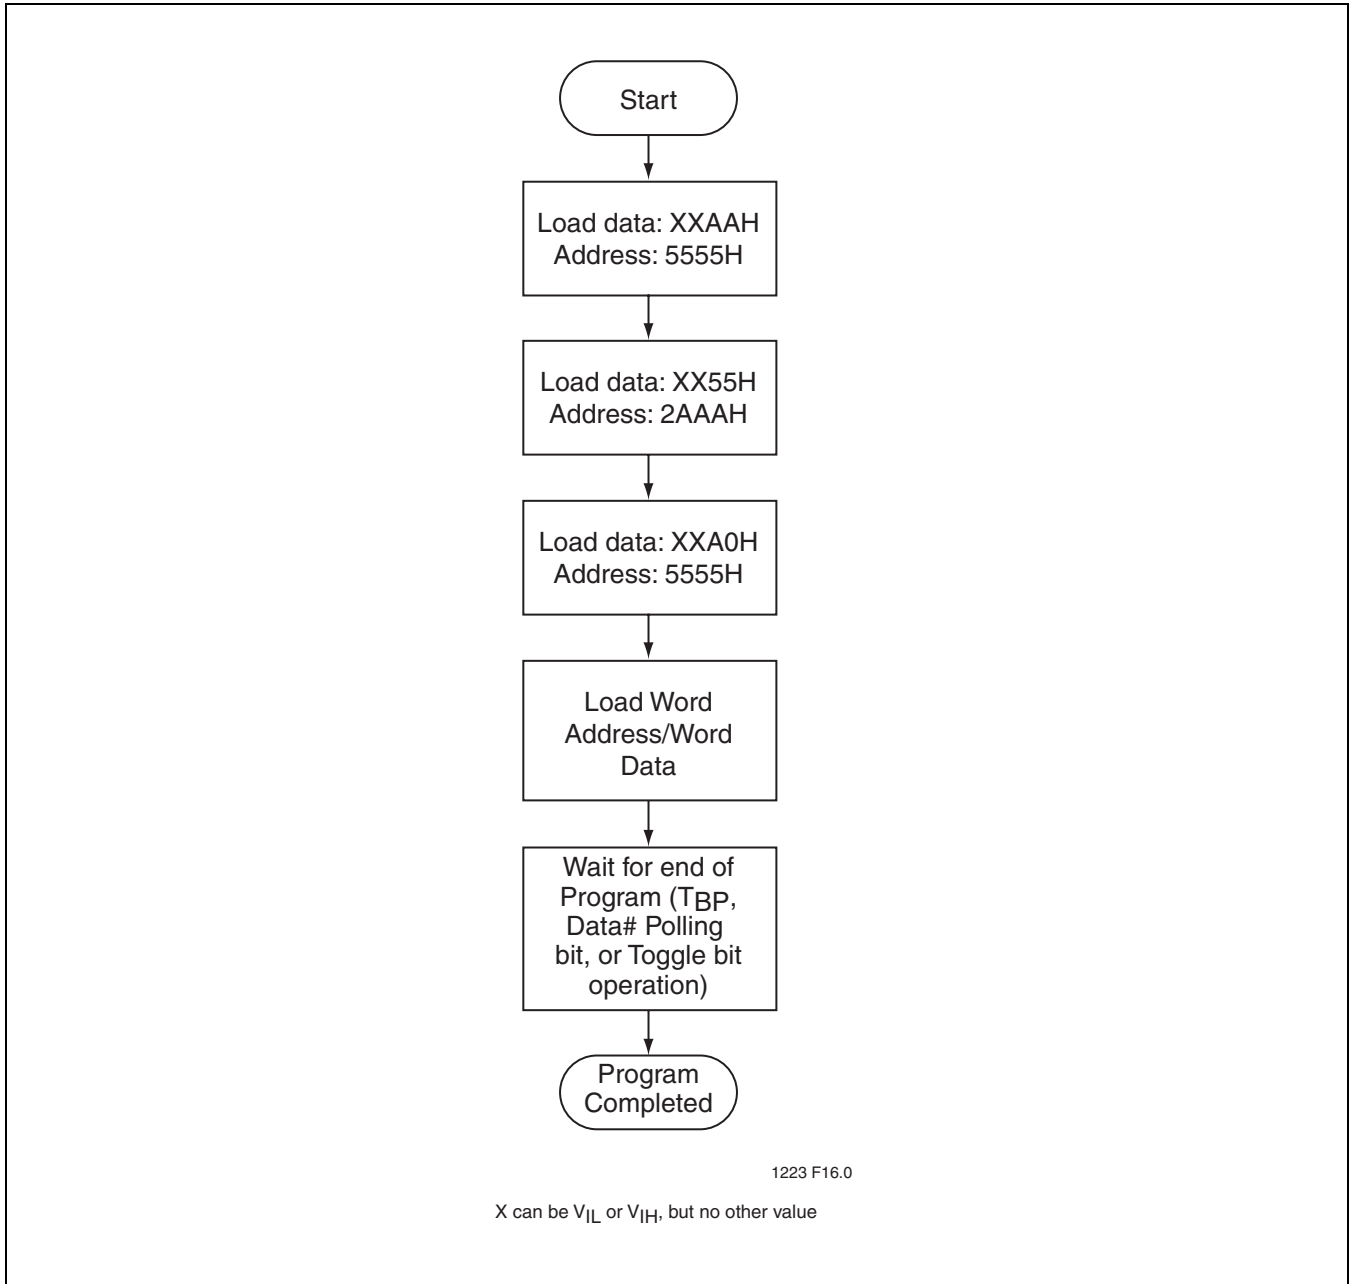 Start
Load data: XXAAH
Address: 5555H
Load data: XX55H
Address: 2AAAH
Load data: XXA0H
Address: 5555H
Load Word
Address/Word
Data
Wait for end of
Program (TBP,
Data# Polling
bit, or Toggle bit
operation)
Program
Completed
1223 F16.0
X can be VIL or VIH, but no other value